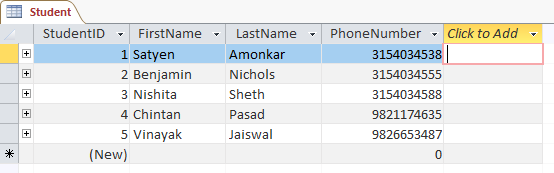 Student
StudentID FirstName LastName PhoneNumber Click to Add
1 Satyen Amonkar 3154034538
2 Benjamin Nichols 3154034555
3 Nishita Sheth 3154034588
4 Chintan Pasad 9821174635
5 Vinayak Jaiswal 9826653487
(New) 0